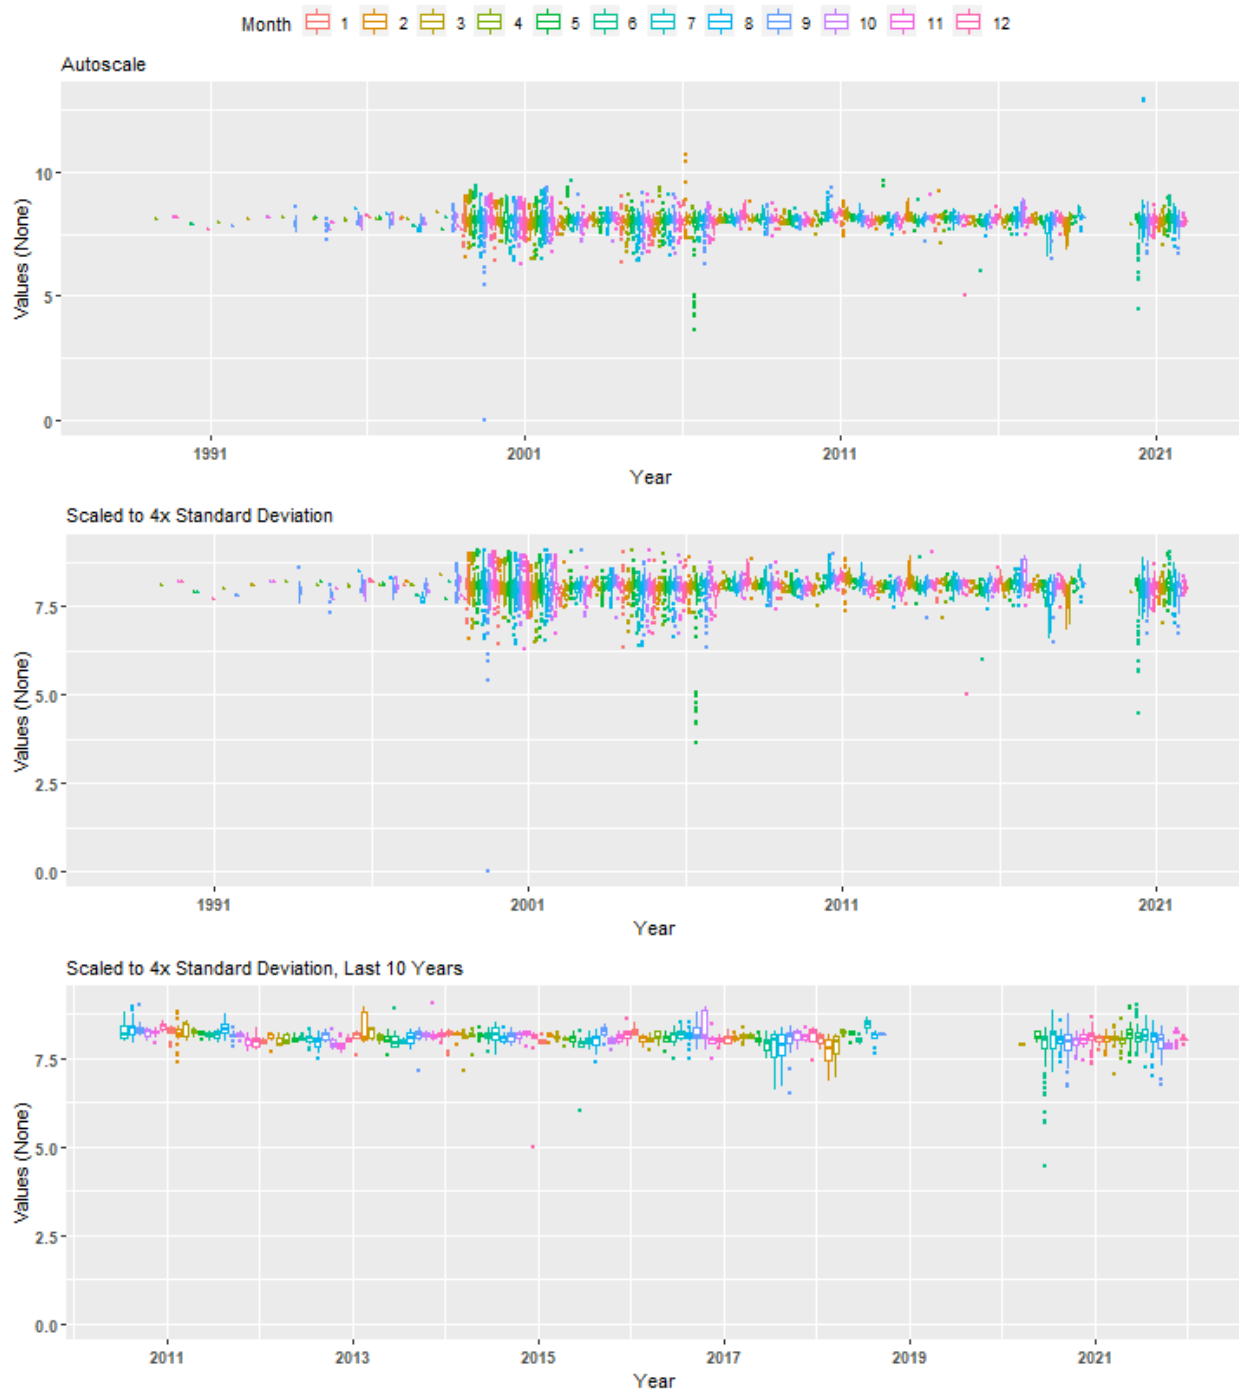 Month 1 2 3 4 5 6 7 8 9 10 11 12
Autoscale
Values (None)
10
5
0
1991 2001 2011 2021
Year
Scaled to 4x Standard Deviation
Values (None)
7.5
5.0
2.5
0.0
1991 2001 2011 2021
Year
Scaled to 4x Standard Deviation, Last 10 Years
Values (None)
7.5
5.0
2.5
0.0
2011 2013 2015 2017 2019 2021
Year